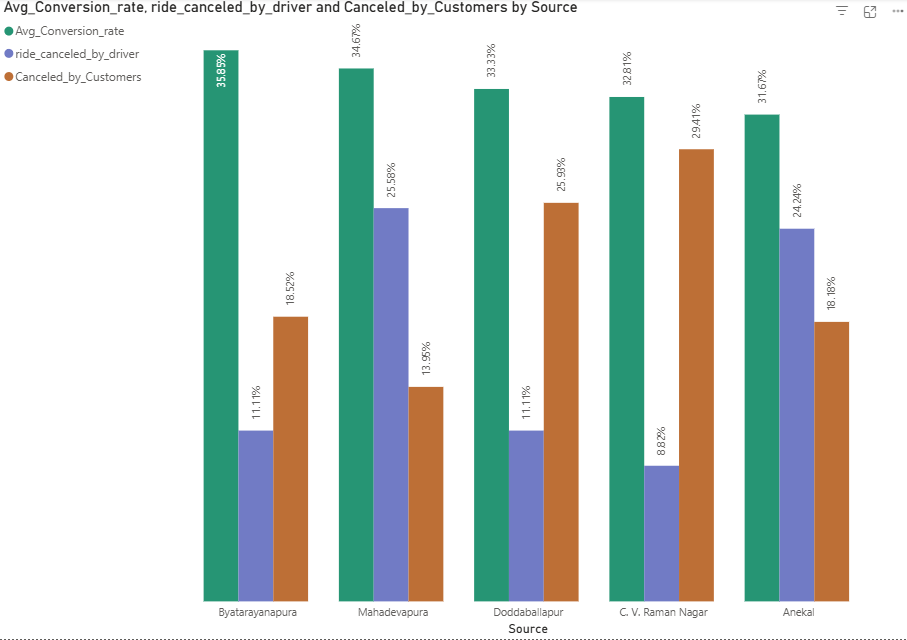 Avg_Conversion_rate, ride_canceled_by_driver and Canceled_by_Customers by Source
Avg_Conversion_rate
ride_canceled_by_driver
Canceled_by_Customers
35.85%
11.11%
18.52%
34.67%
25.58%
13.95%
33.33%
11.11%
25.93%
32.81%
8.82%
29.41%
31.67%
24.24%
18.18%
Byatarayanapura
Mahadevapura
Doddaballapur
C. V. Raman Nagar
Anekal
Source